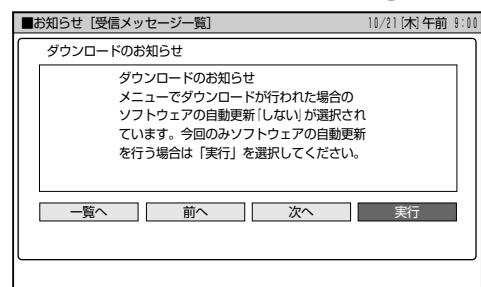 ■お知らせ［受信メッセージ一覧］ 10/21[木]午前 9:00
ダウンロードのお知らせ
ダウンロードのお知らせ
メニューでダウンロードが行われた場合の
ソフトウェアの自動更新「しない」が選択され
ています。今回のみソフトウェアの自動更新
を行う場合は「実行」を選択してください。
一覧へ 前へ 次へ 実行